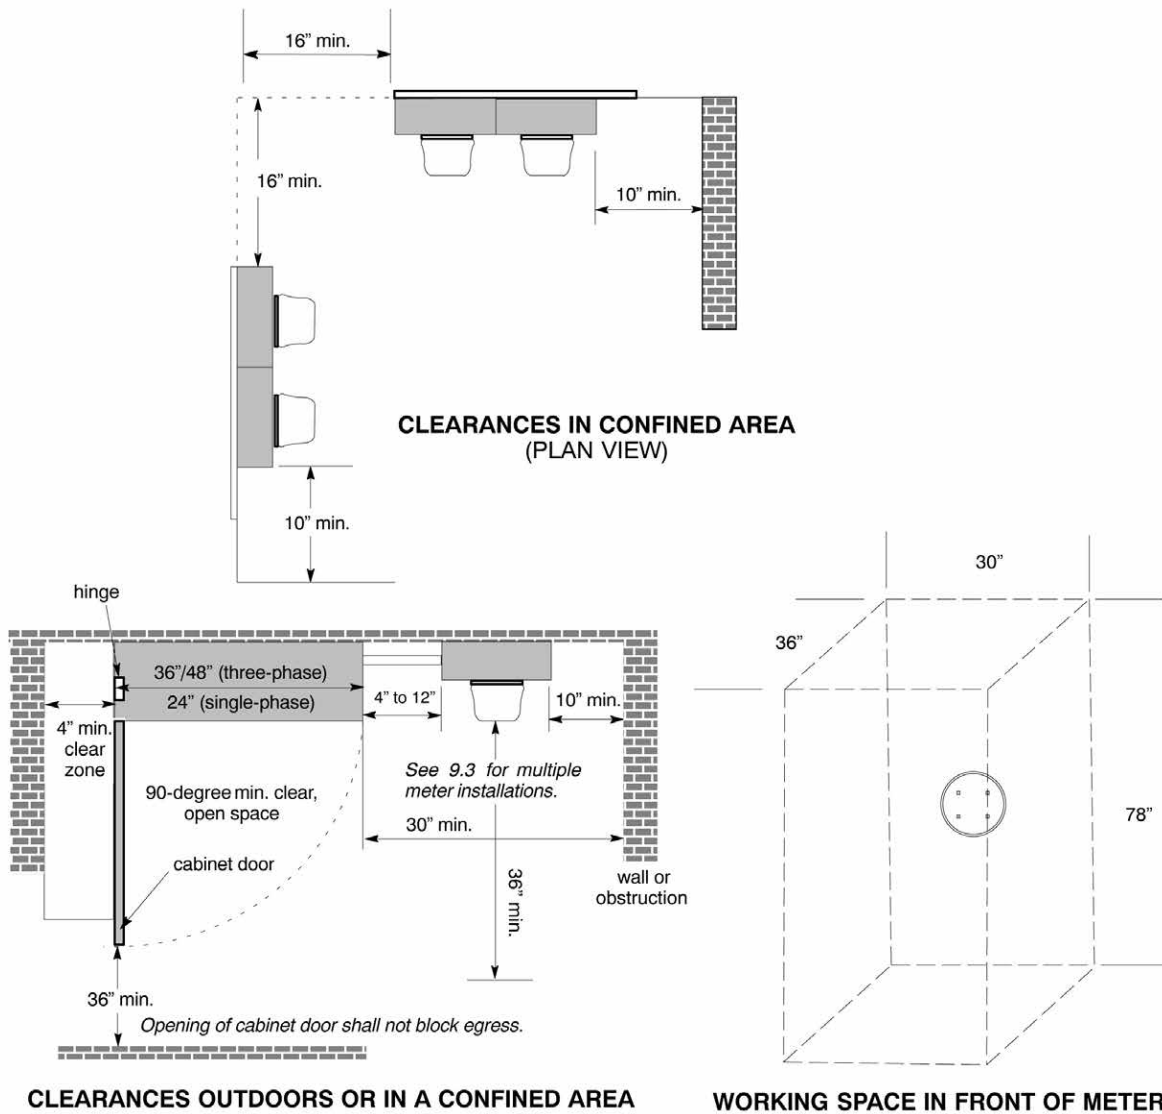 16” min.
16” min.
10” min.
CLEARANCES IN CONFINED AREA
(PLAN VIEW)
10” min.
hinge
36”/48” (three-phase)
24” (single-phase)
4” to 12”
10” min.
4” min.
clear
zone
See 9.3 for multiple
meter installations.
90-degree min. clear,
open space
30” min.
cabinet door
36” min.
wall or
obstruction
36” min.
Opening of cabinet door shall not block egress.
CLEARANCES OUTDOORS OR IN A CONFINED AREA
30”
36”
78”
WORKING SPACE IN FRONT OF METER